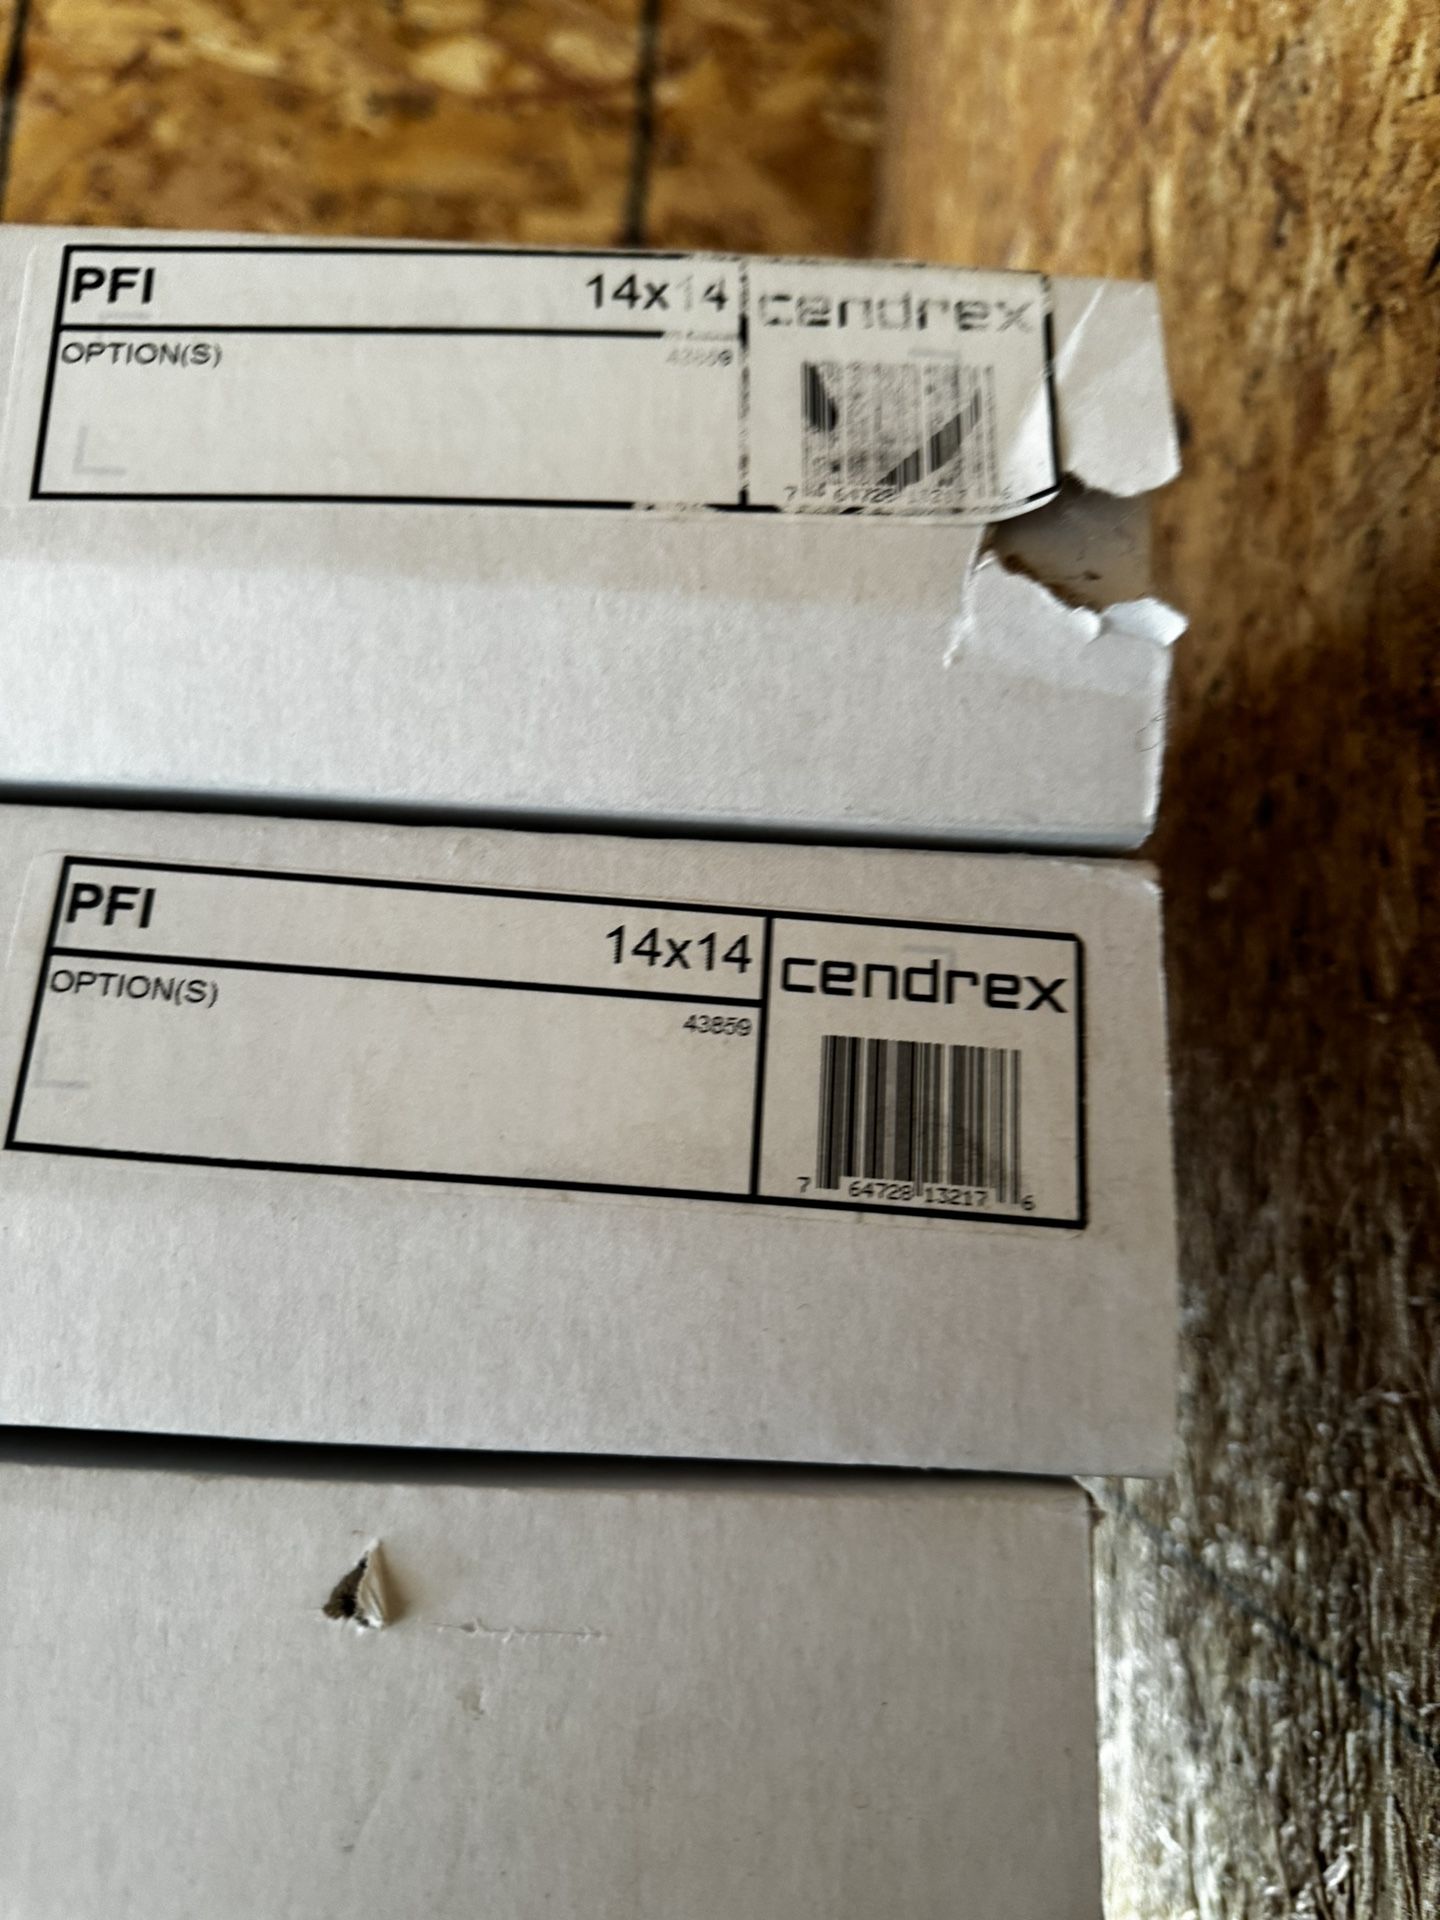 PFI
14x14
cendrex
OPTION(S)
43859
7 64728 13217 6
PFI
14x14
cendrex
OPTION(S)
43859
7 64728 13217 6